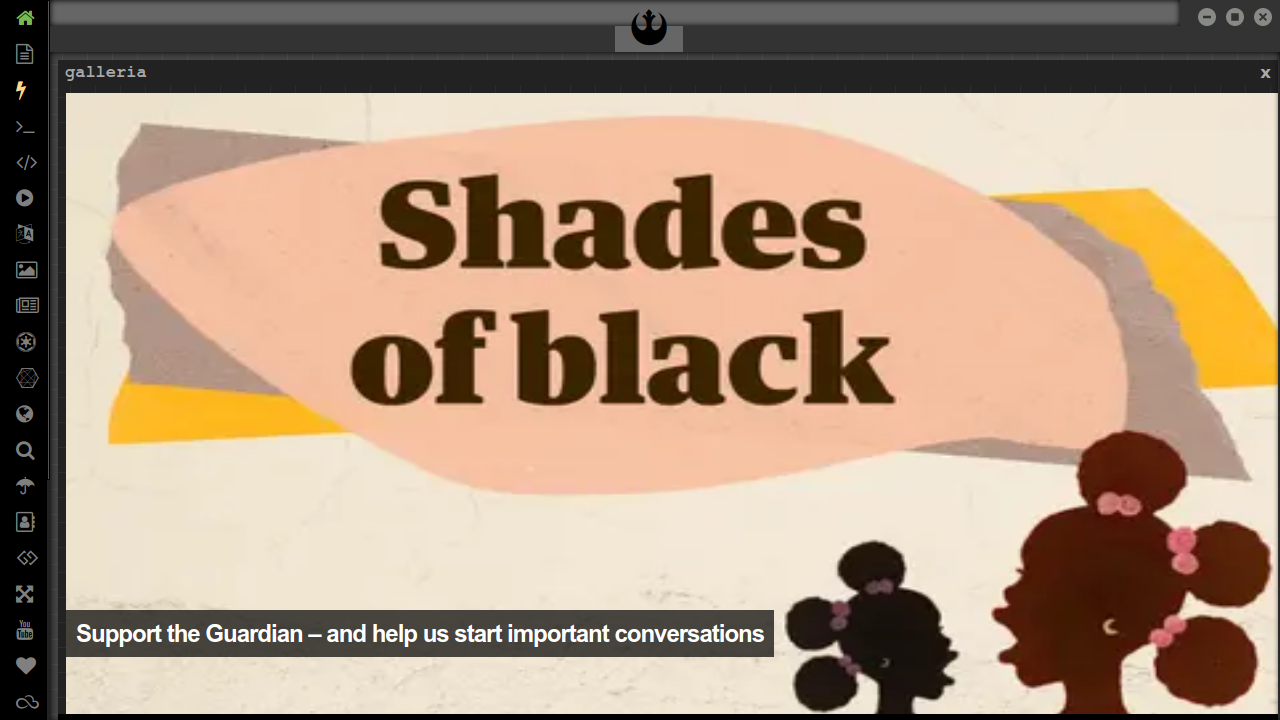 galleria
x
Shades
of black
Support the Guardian – and help us start important conversations
You
Tube